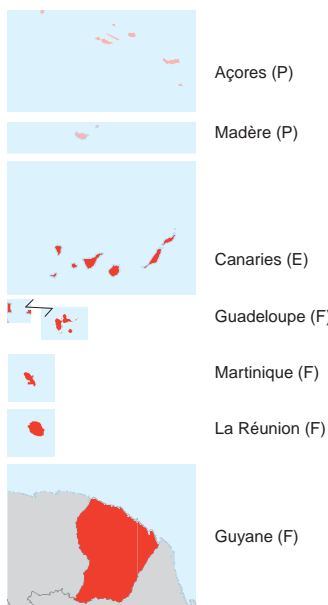 Açores (P)
Madère (P)
Canaries (E)
Guadeloupe (F)
Martinique (F)
La Réunion (F)
Guyane (F)